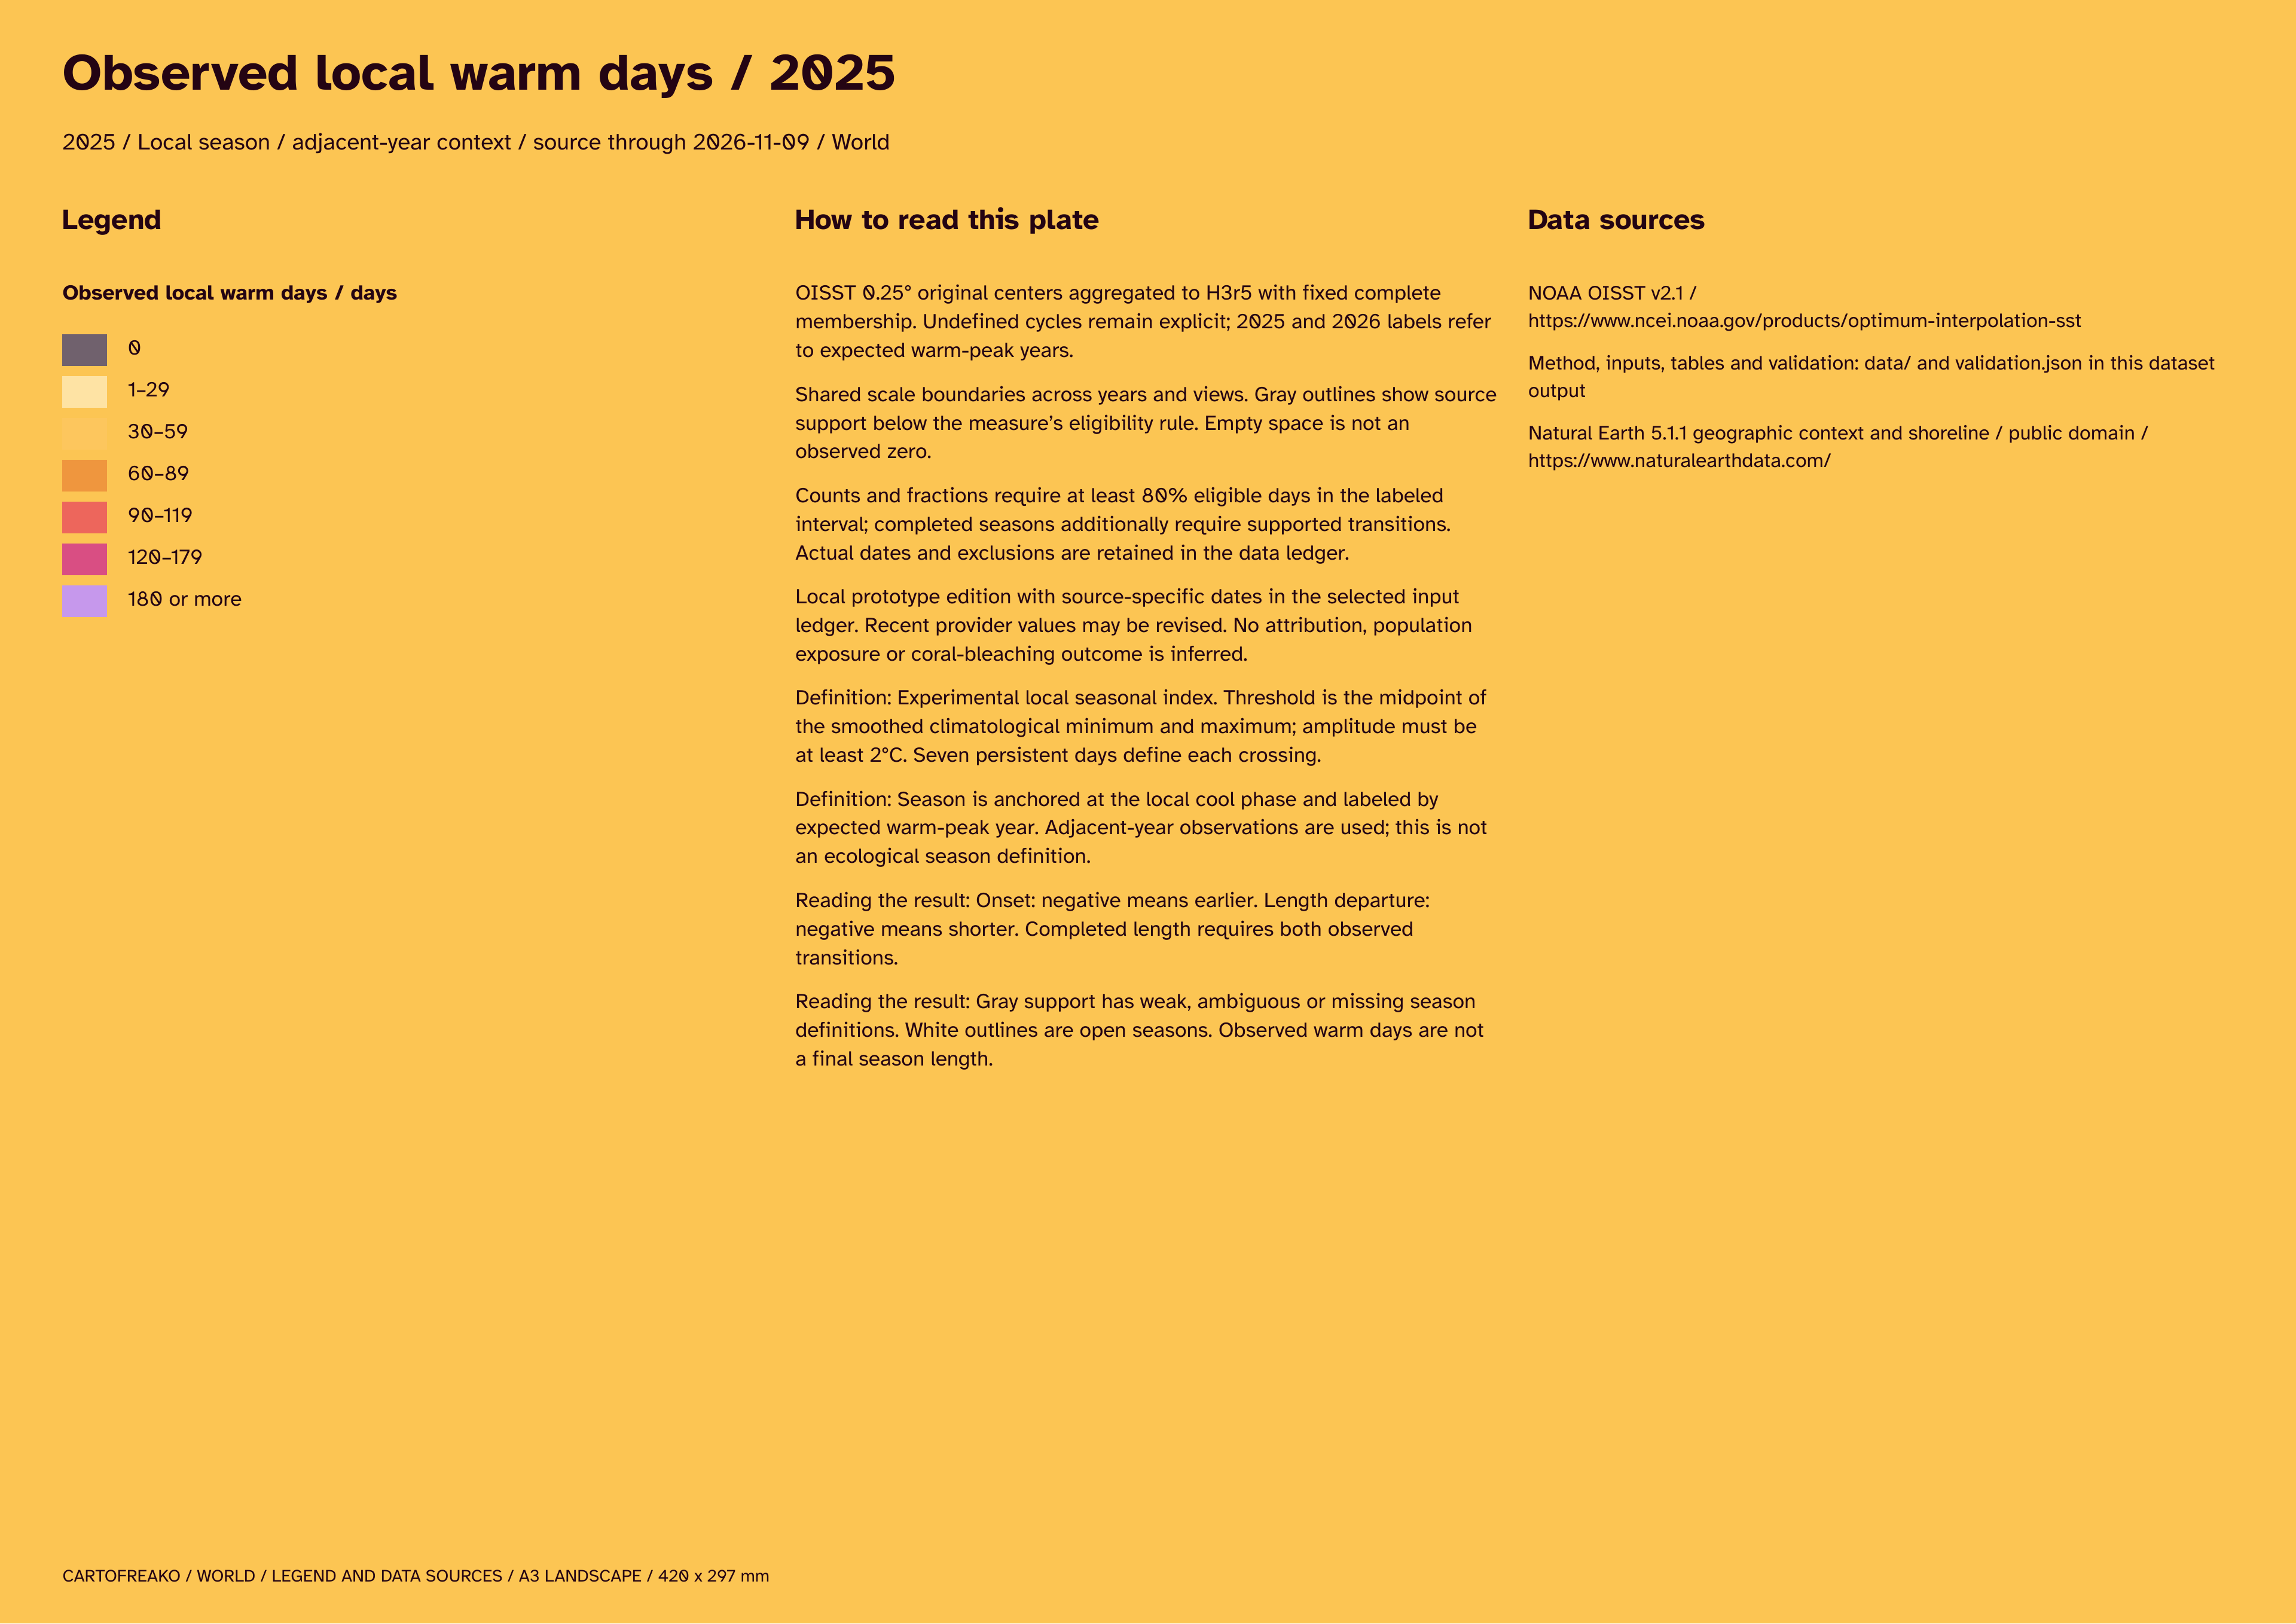 Observed local warm days / 2025
2025 / Local season / adjacent-year context / source through 2026-11-09 / World
Legend
Observed local warm days / days
0
1–29
30–59
60–89
90–119
120–179
180 or more
How to read this plate
OISST 0.25° original centers aggregated to H3r5 with fixed complete
membership. Undefined cycles remain explicit; 2025 and 2026 labels refer
to expected warm-peak years.
Shared scale boundaries across years and views. Gray outlines show source
support below the measure’s eligibility rule. Empty space is not an
observed zero.
Counts and fractions require at least 80% eligible days in the labeled
interval; completed seasons additionally require supported transitions.
Actual dates and exclusions are retained in the data ledger.
Local prototype edition with source-specific dates in the selected input
ledger. Recent provider values may be revised. No attribution, population
exposure or coral-bleaching outcome is inferred.
Definition: Experimental local seasonal index. Threshold is the midpoint of
the smoothed climatological minimum and maximum; amplitude must be
at least 2°C. Seven persistent days define each crossing.
Definition: Season is anchored at the local cool phase and labeled by
expected warm-peak year. Adjacent-year observations are used; this is not
an ecological season definition.
Reading the result: Onset: negative means earlier. Length departure:
negative means shorter. Completed length requires both observed
transitions.
Reading the result: Gray support has weak, ambiguous or missing season
definitions. White outlines are open seasons. Observed warm days are not
a final season length.
Data sources
NOAA OISST v2.1 /
https://www.ncei.noaa.gov/products/optimum-interpolation-sst
Method, inputs, tables and validation: data/ and validation.json in this dataset
output
Natural Earth 5.1.1 geographic context and shoreline / public domain /
https://www.naturalearthdata.com/
CARTOFREAKO / WORLD / LEGEND AND DATA SOURCES / A3 LANDSCAPE / 420 x 297 mm